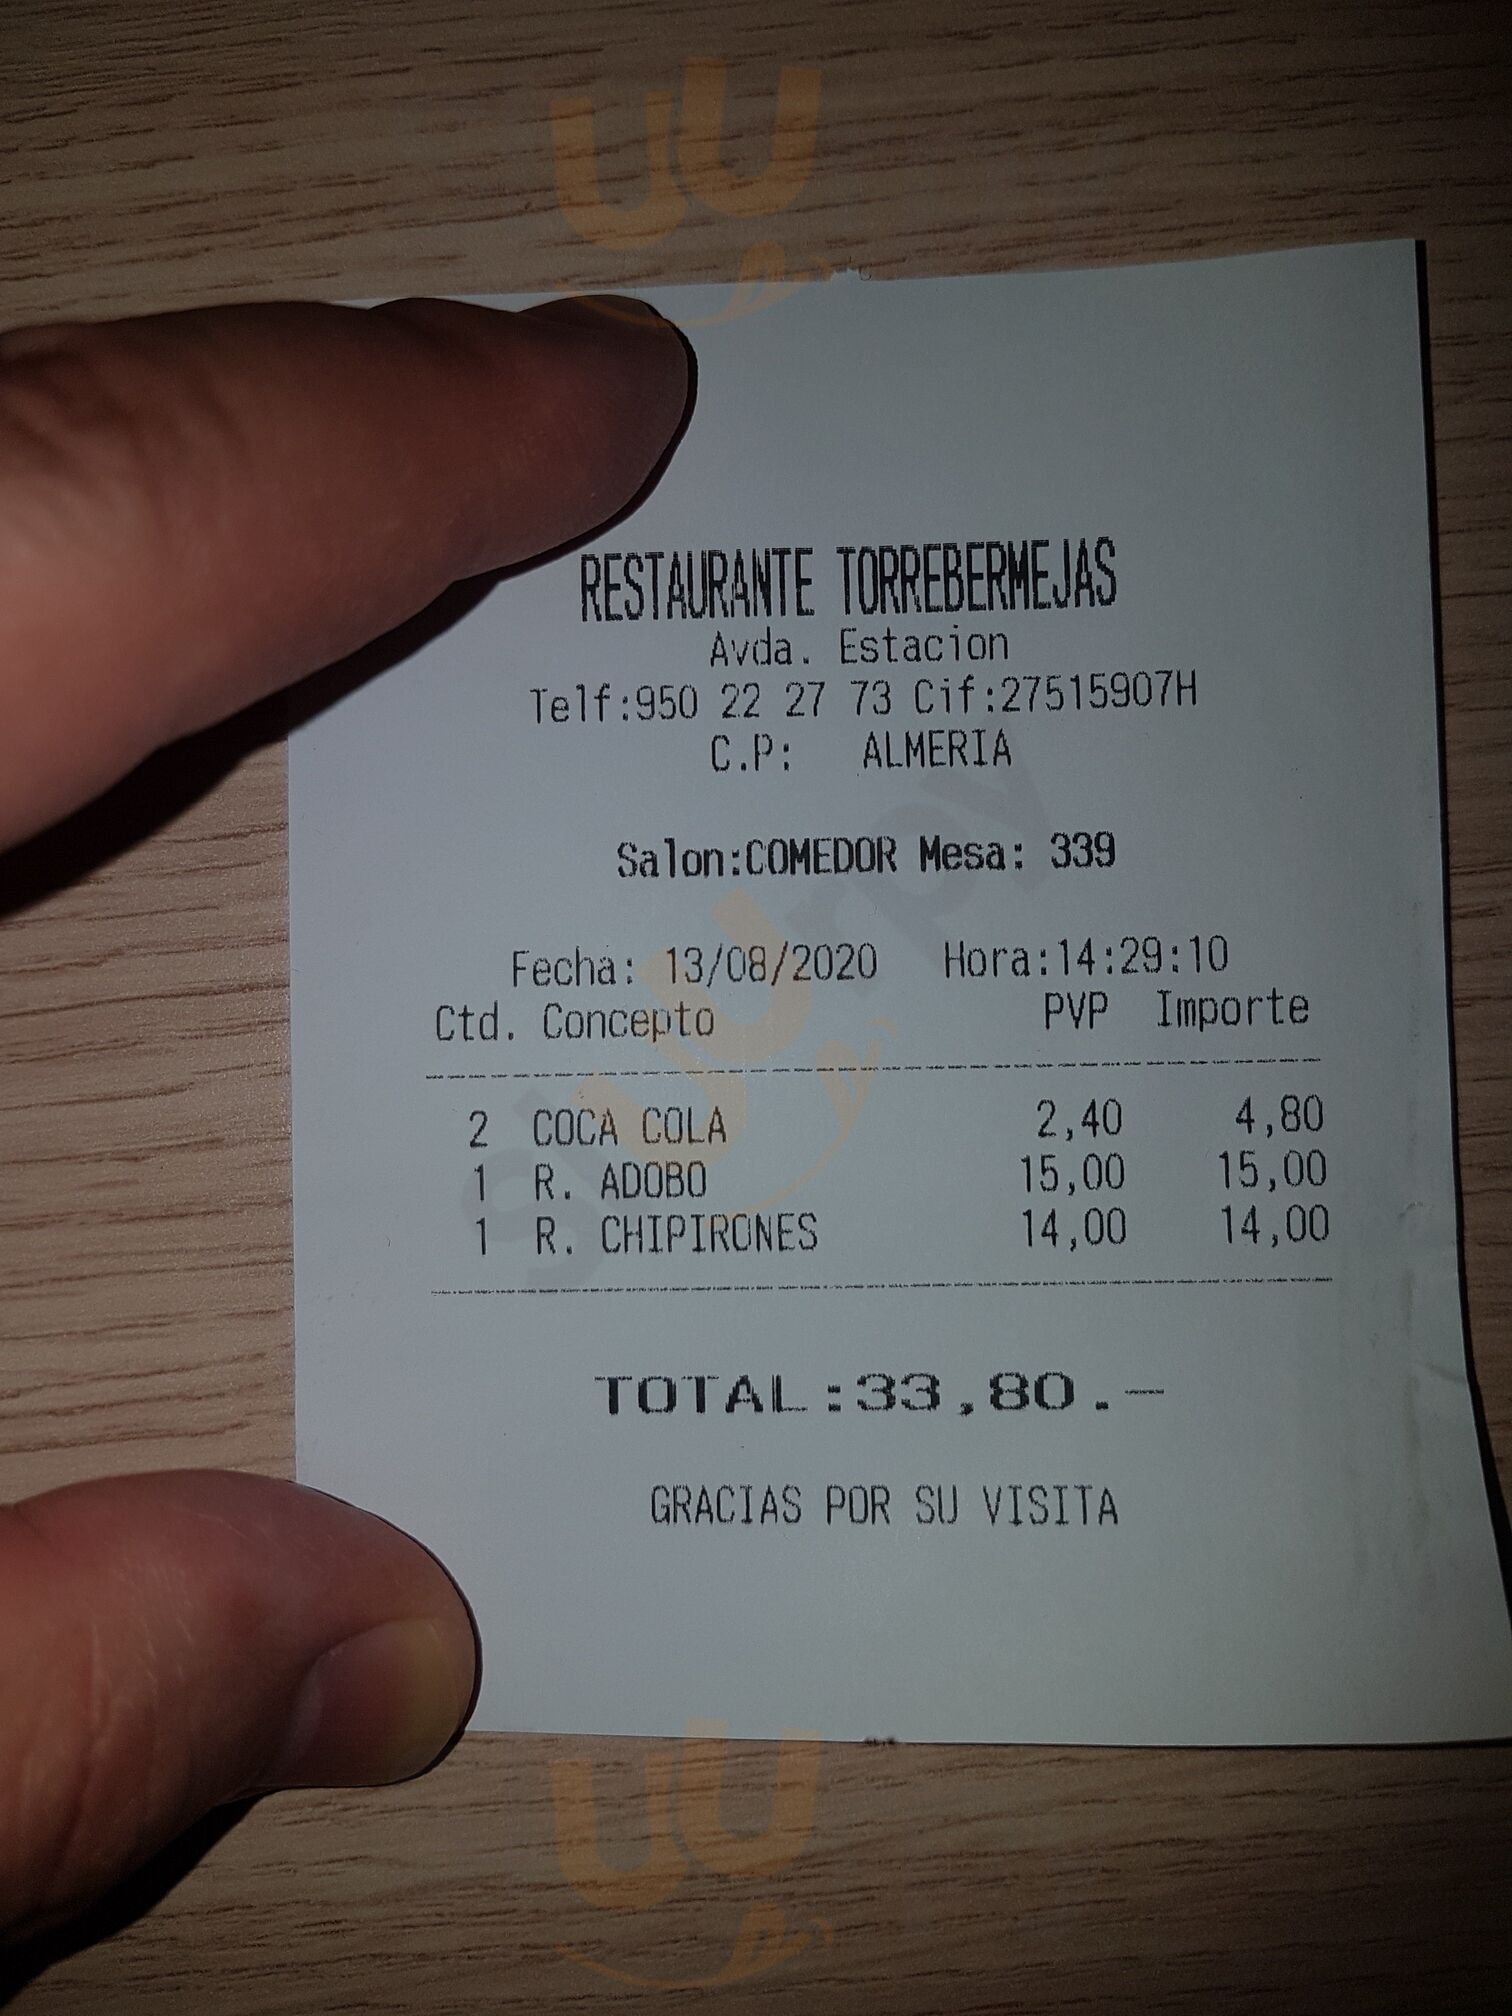 RESTAURANTE TORREBERMEJAS
Avda. Estacion
Telf:950 22 27 73 Cif:27515907H
C.P: ALMERIA
Salon:COMEDOR Mesa: 339
Fecha: 13/08/2020 Hora:14:29:10
Ctd. Concepto PVP Importe
2 COCA COLA 2,40 4,80
1 R. ADOBO 15,00 15,00
1 R. CHIPIRONES 14,00 14,00
TOTAL:33,80.-
GRACIAS POR SU VISITA
Slurpy